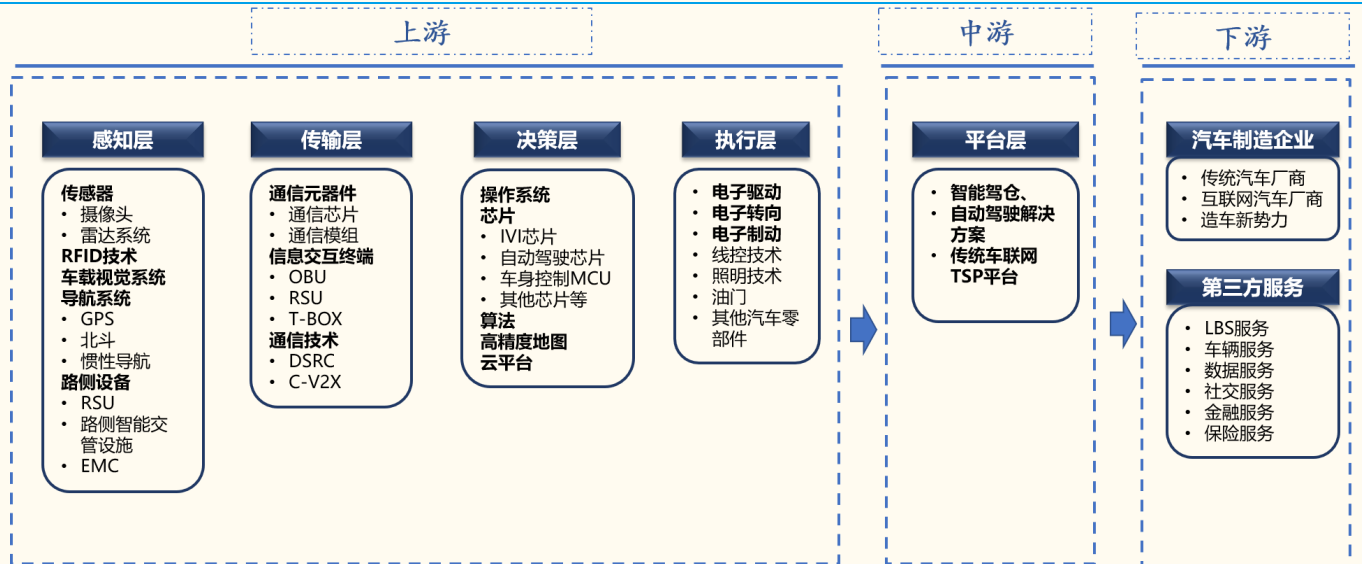 上游
中游
下游
感知层
传感器
• 摄像头
• 雷达系统
RFID技术
车载视觉系统
导航系统
• GPS
• 北斗
• 惯性导航
路侧设备
• RSU
• 路侧智能交
管设施
• EMC
传输层
通信元器件
• 通信芯片
• 通信模组
信息交互终端
• OBU
• RSU
• T-BOX
通信技术
• DSRC
• C-V2X
决策层
操作系统
芯片
• IVI芯片
• 自动驾驶芯片
• 车身控制MCU
• 其他芯片等
算法
高精度地图
云平台
执行层
• 电子驱动
• 电子转向
• 电子制动
• 线控技术
• 照明技术
• 油门
• 其他汽车零
部件
平台层
• 智能驾仓、
• 自动驾驶解决
方案
• 传统车联网
TSP平台
汽车制造企业
• 传统汽车厂商
• 互联网汽车厂商
• 造车新势力
第三方服务
• LBS服务
• 车辆服务
• 数据服务
• 社交服务
• 金融服务
• 保险服务